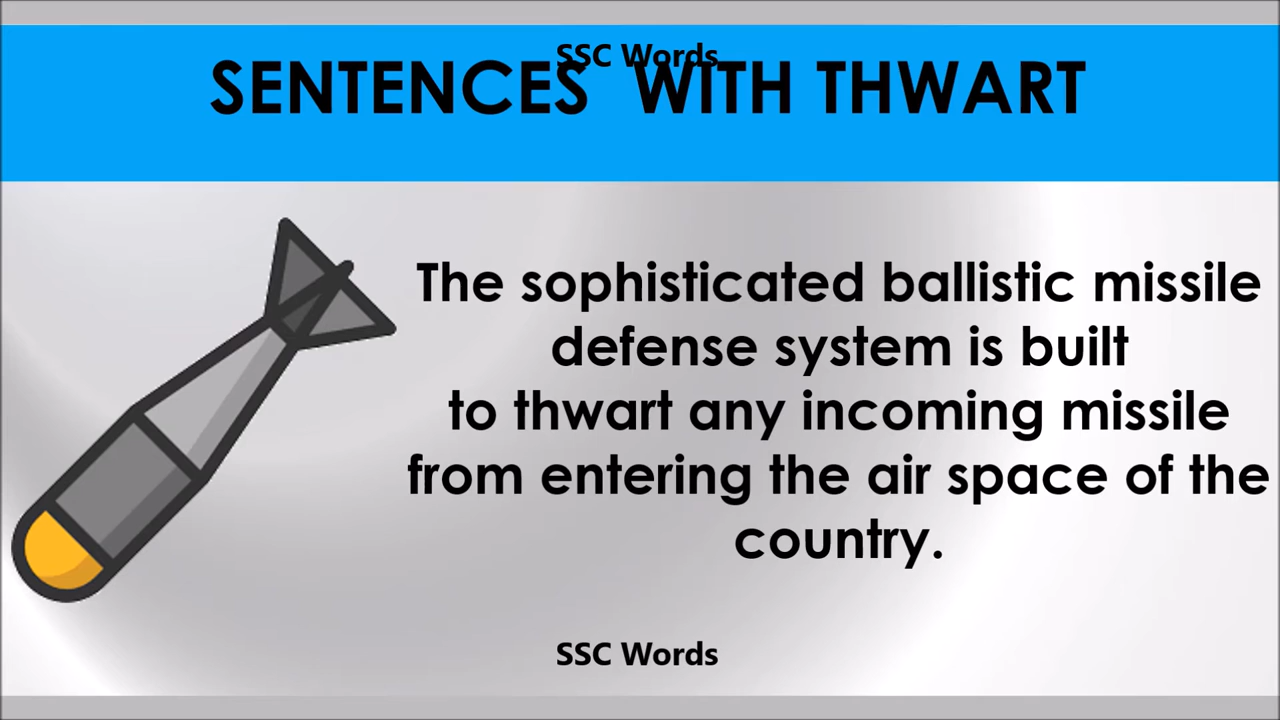 SSC Words
SENTENCES WITH THWART
The sophisticated ballistic missile
defense system is built
to thwart any incoming missile
from entering the air space of the
country.
SSC Words